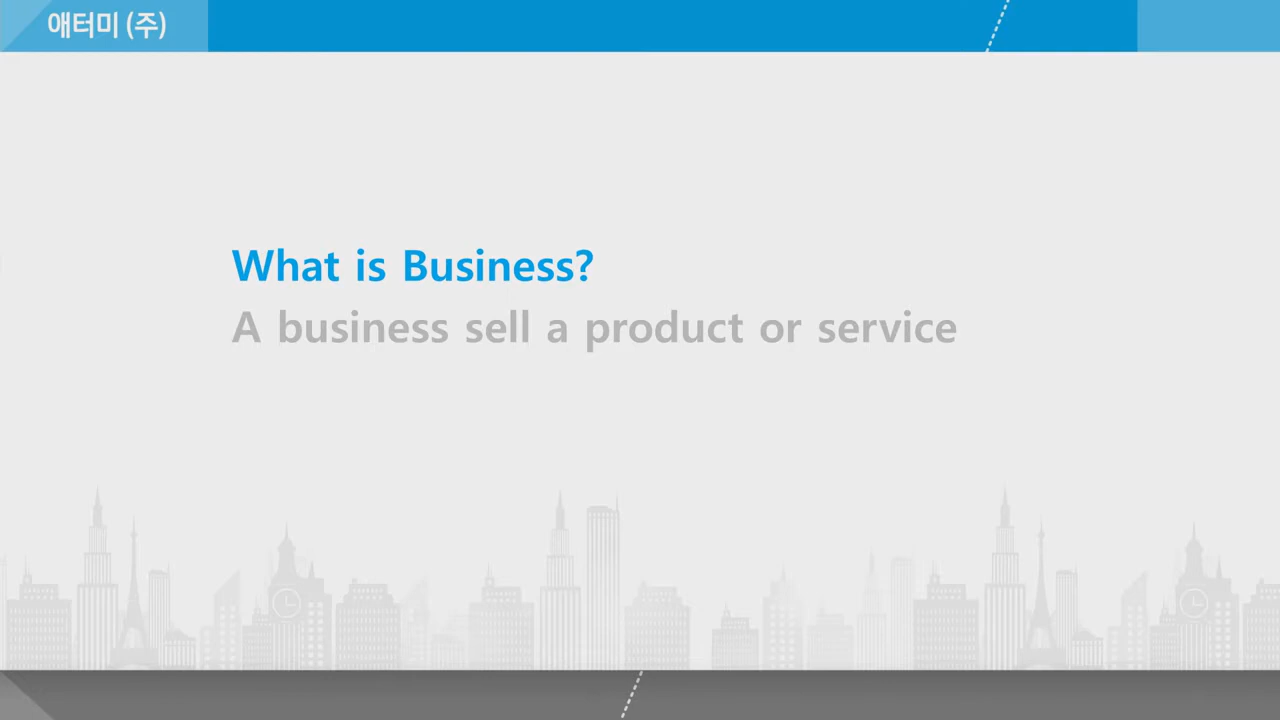 애터미 (주)
What is Business?
A business sell a product or service